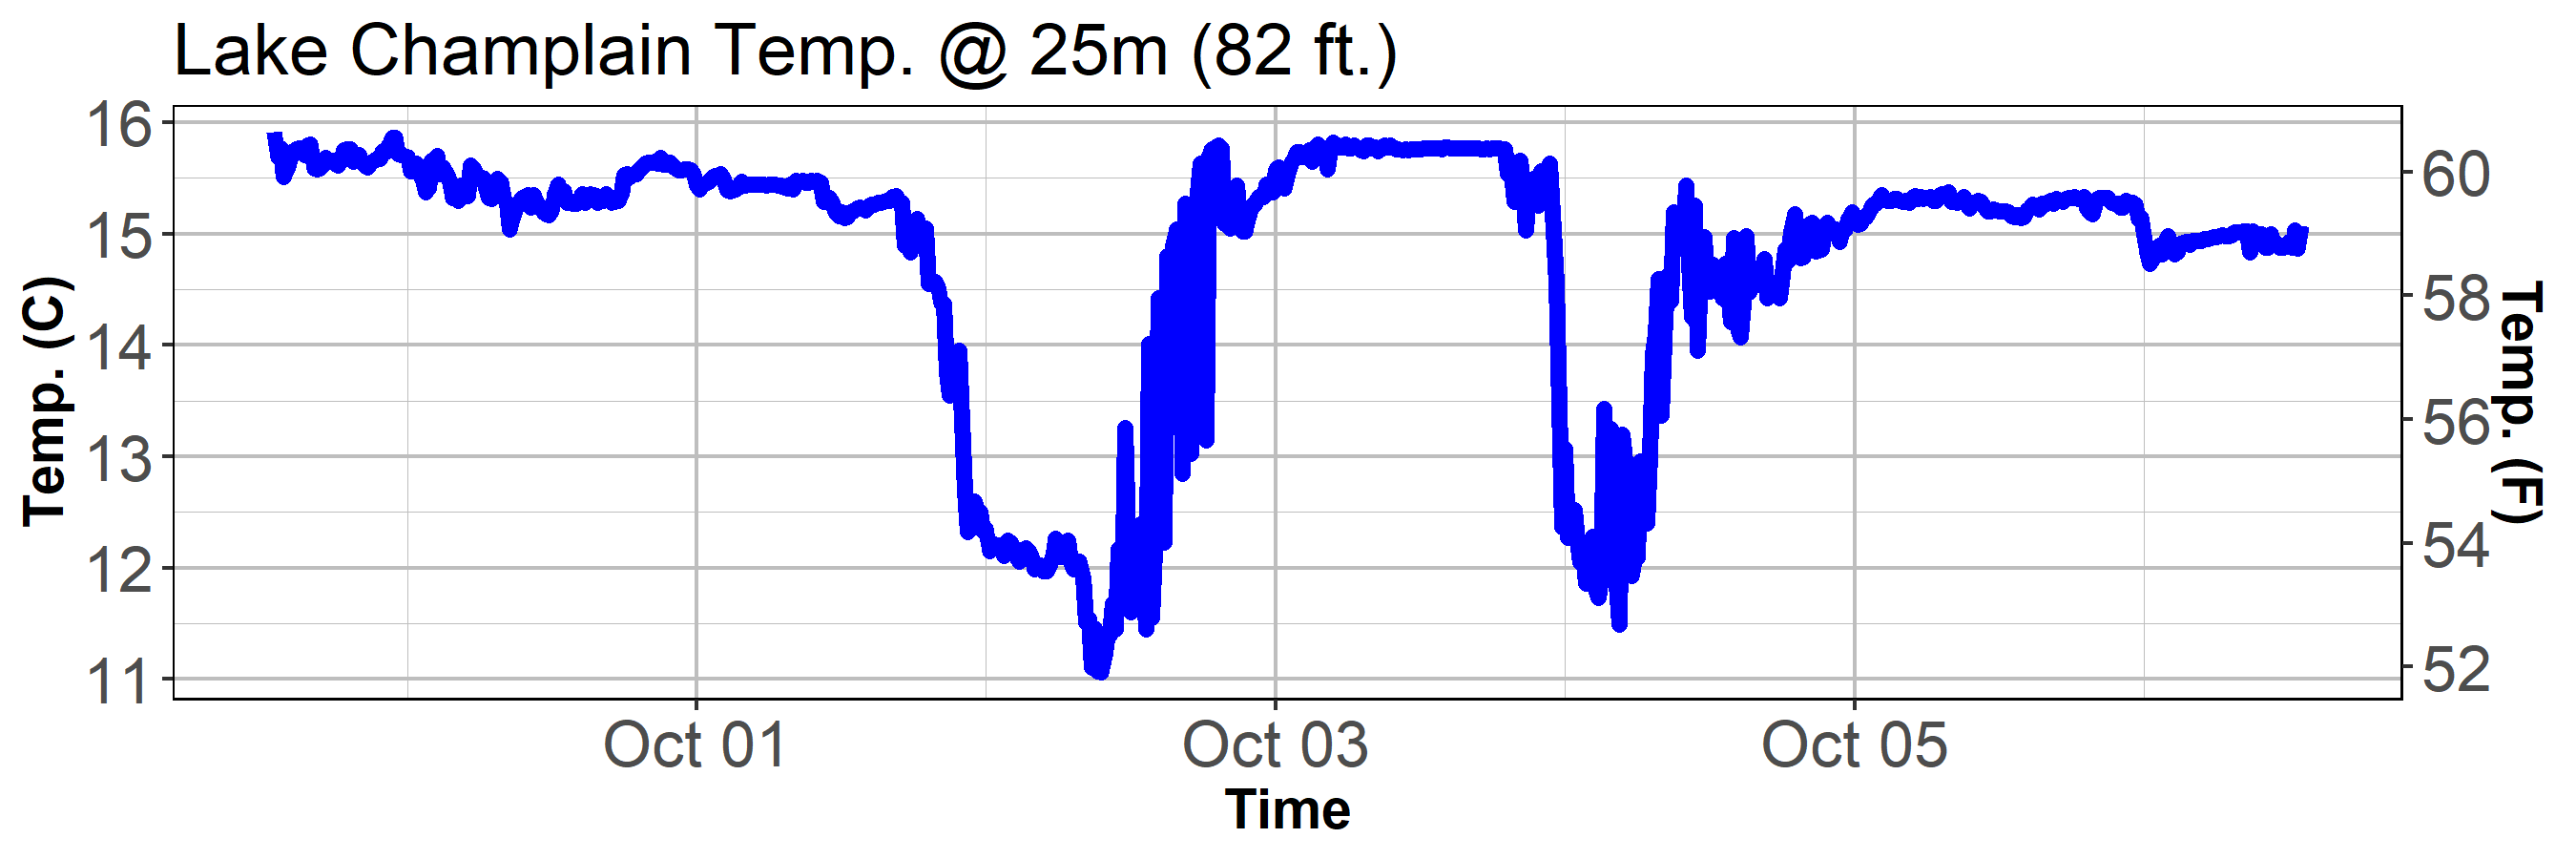 Lake Champlain Temp. @ 25m (82 ft.)
Temp. (C)
16
15
14
13
12
11
60
58
56
54
52
Temp. (F)
Oct 01
Oct 03
Oct 05
Time